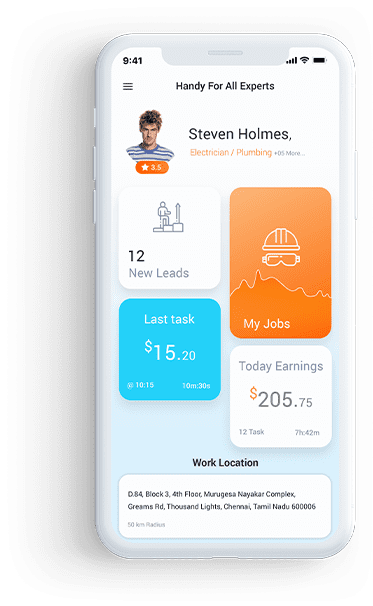 9:41
Handy For All Experts
Steven Holmes,
Electrician / Plumbing +05 More...
3.5
12
New Leads
My Jobs
Last task
$15.20
@ 10:15 10m:30s
Today Earnings
$205.75
12 Task 7h:42m
Work Location
D.84, Block 3, 4th Floor, Murugesa Nayakar Complex,
Greams Rd, Thousand Lights, Chennai, Tamil Nadu 600006
50 km Radius